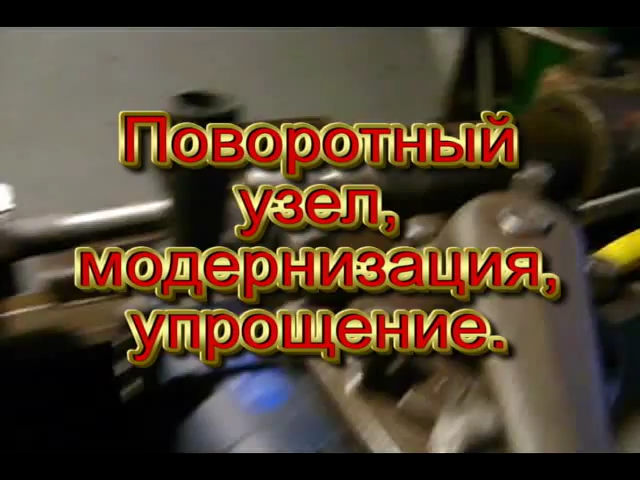 Поворотный
узел,
модернизация,
упрощение.